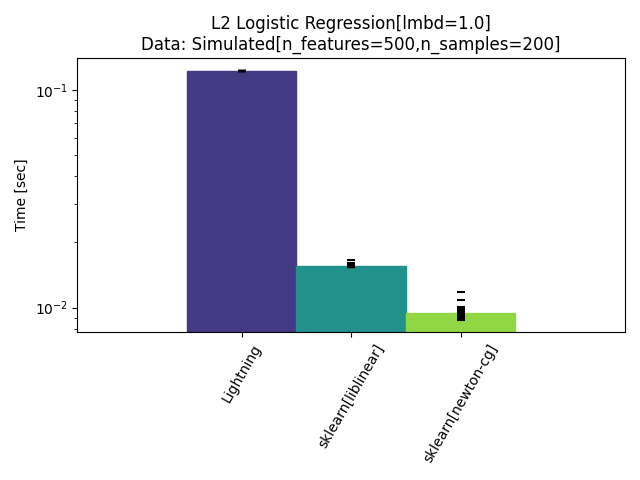 L2 Logistic Regression[lmbd=1.0]
Data: Simulated[n_features=500,n_samples=200]
Time [sec]
10⁻¹
10⁻²
Lightning
sklearn[liblinear]
sklearn[newton-cg]